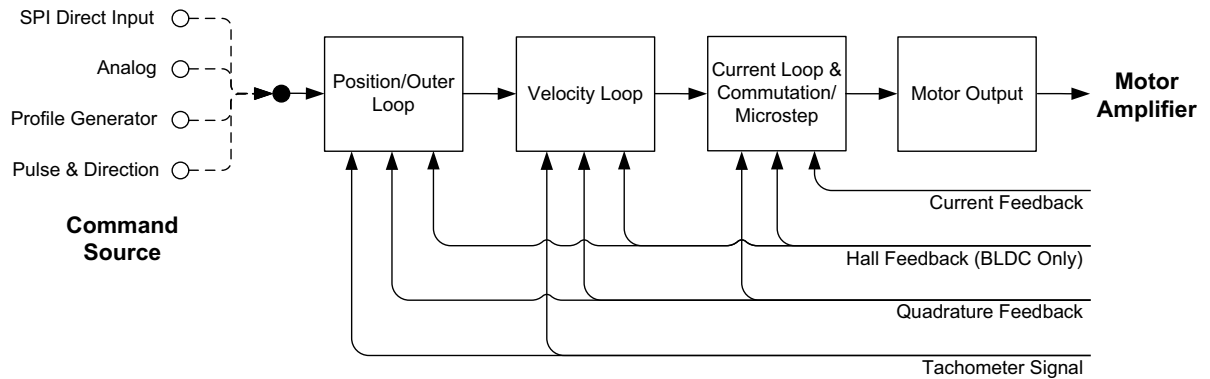 SPI Direct Input
Analog
Profile Generator
Pulse & Direction
Command
Source
Position/Outer
Loop
Velocity Loop
Current Loop &
Commutation/
Microstep
Motor Output
Motor
Amplifier
Current Feedback
Hall Feedback (BLDC Only)
Quadrature Feedback
Tachometer Signal